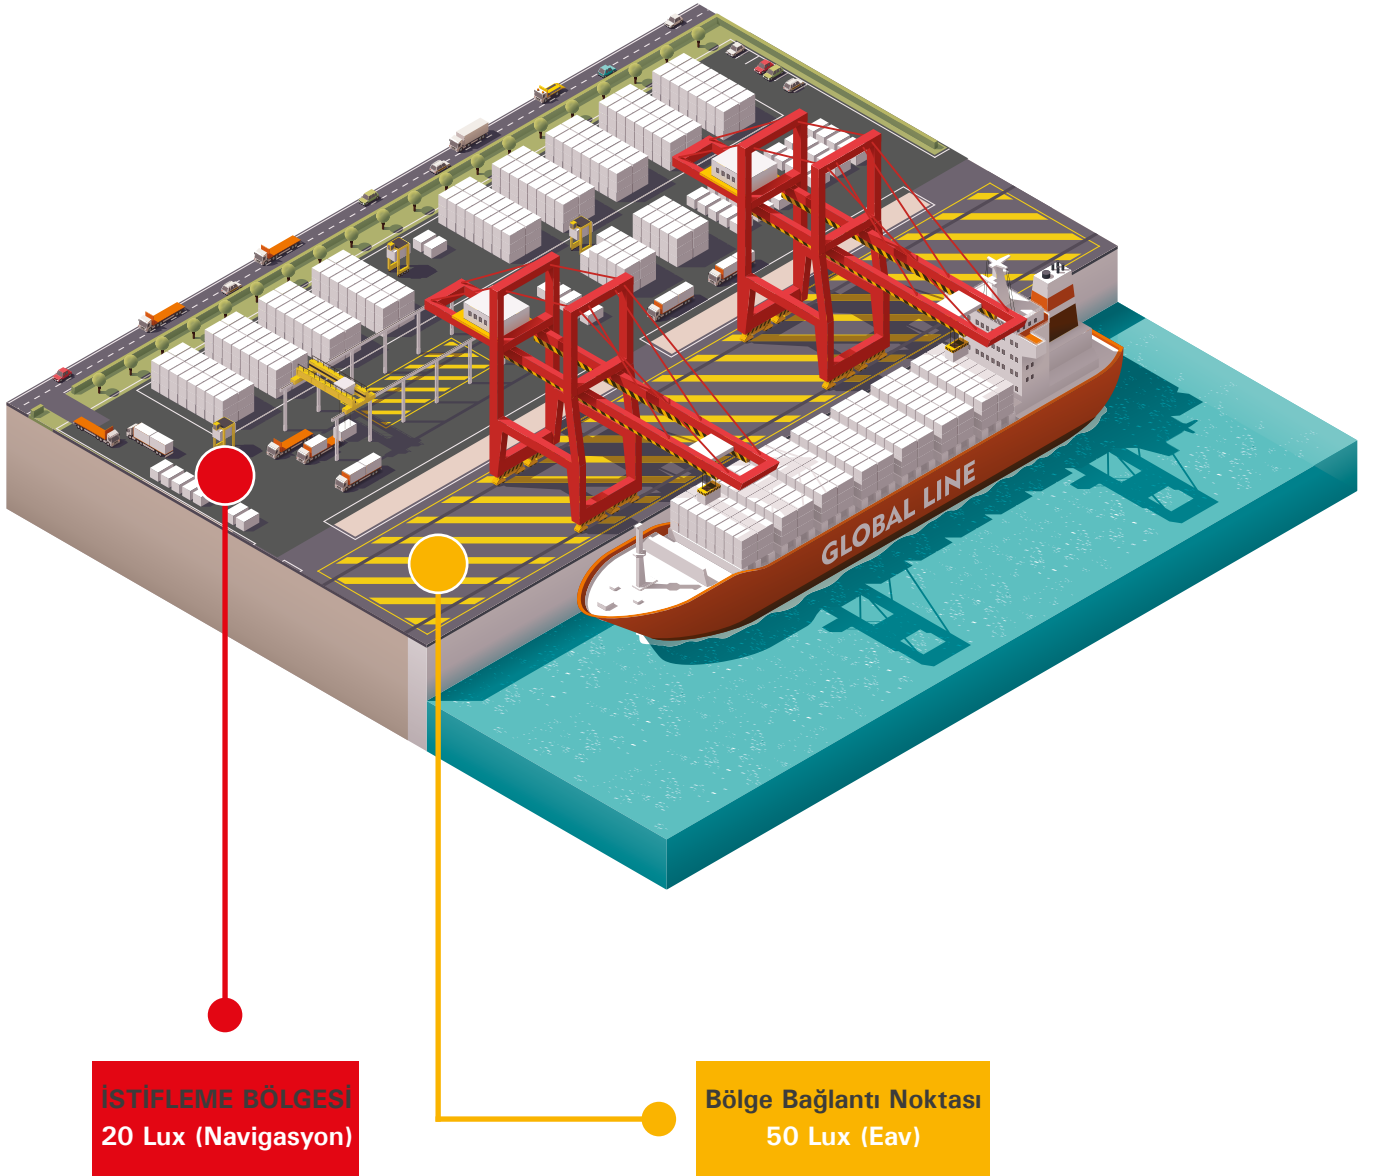 GLOBAL LINE
İSTİFLEME BÖLGESİ
20 Lux (Navigasyon)
Bölge Bağlantı Noktası
50 Lux (Eav)